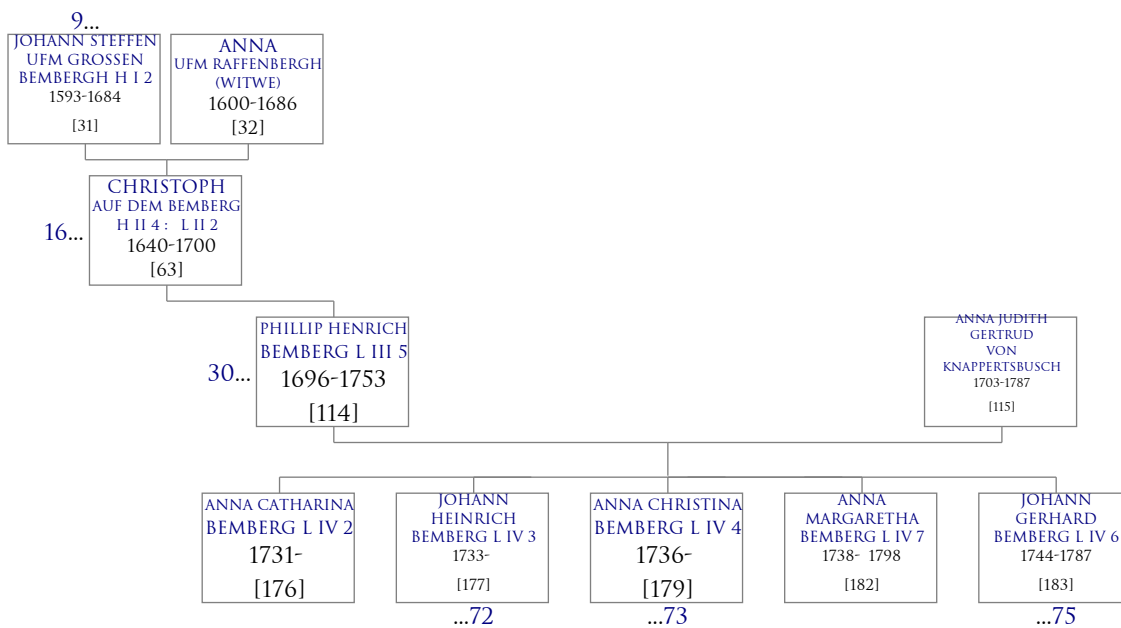 9...
JOHANN STEFFEN
UFM GROSSEN
BEMBERGH H I 2
1593-1684
[31]
ANNA
UFM RAFFENBERGH
(WITWE)
1600-1686
[32]
16...
CHRISTOPH
AUF DEM BEMBERG
H II 4 : L II 2
1640-1700
[63]
30...
PHILLIP HENRICH
BEMBERG L III 5
1696-1753
[114]
ANNA JUDITH
GERTRUD
VON
KNAPPERTSBUSCH
1703-1787
[115]
ANNA CATHARINA
BEMBERG L IV 2
1731-
[176]
JOHANN
HEINRICH
BEMBERG L IV 3
1733-
[177]
...72
ANNA CHRISTINA
BEMBERG L IV 4
1736-
[179]
...73
ANNA
MARGARETHA
BEMBERG L IV 7
1738- 1798
[182]
JOHANN
GERHARD
BEMBERG L IV 6
1744-1787
[183]
...75